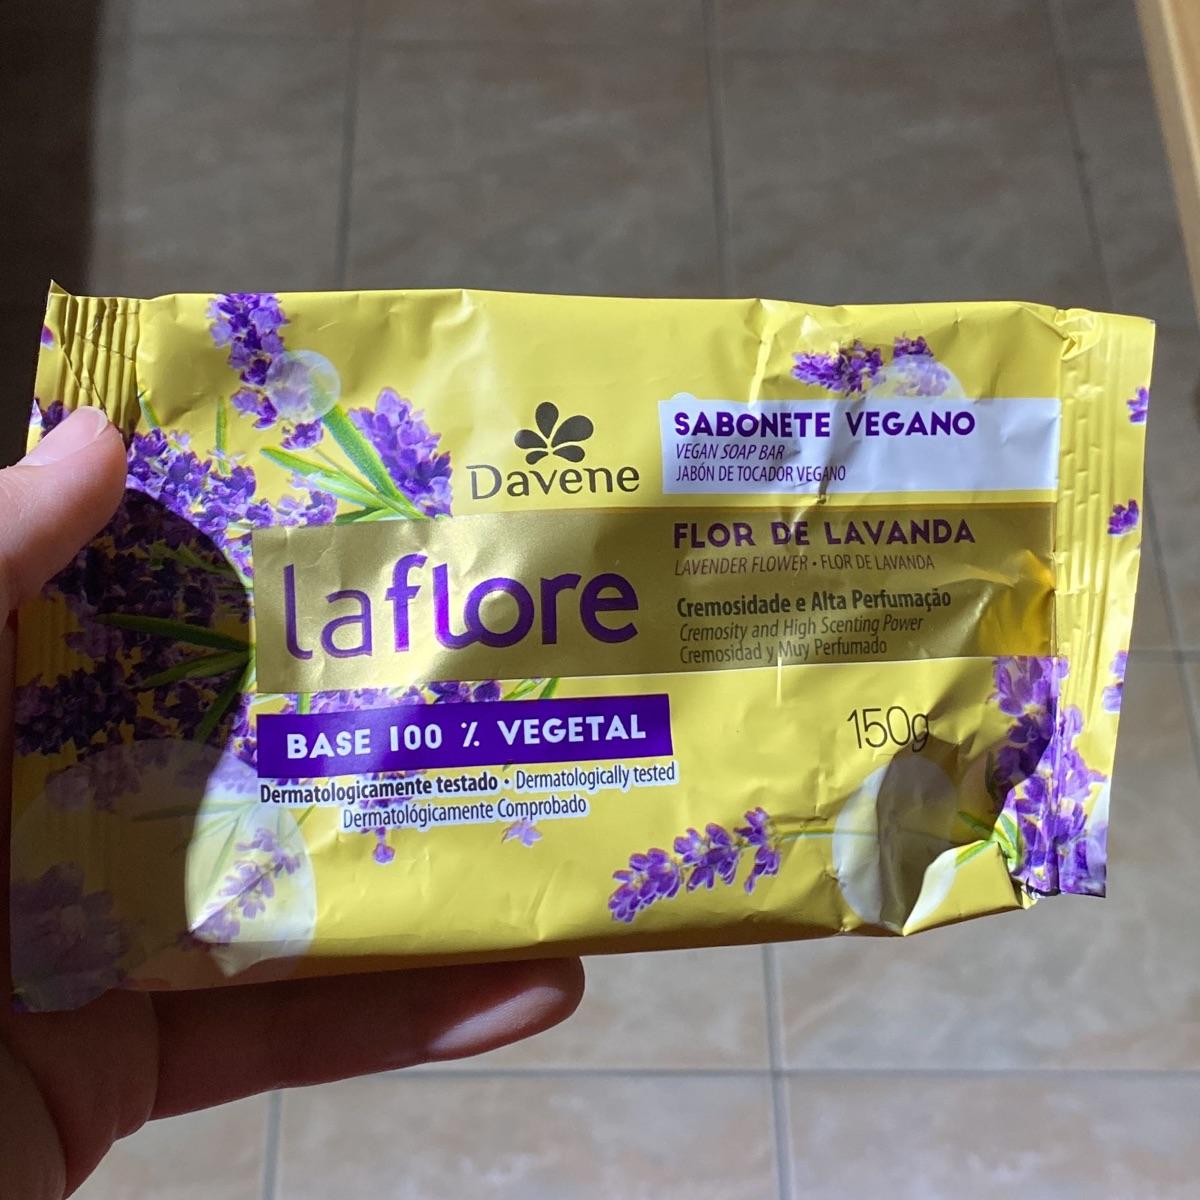 Davene
laflore
SABONETE VEGANO
VEGAN SOAP BAR
JABÓN DE TOCADOR VEGANO
FLOR DE LAVANDA
LAVENDER FLOWER • FLOR DE LAVANDA
Cremosidade e Alta Perfumação
Cremosity and High Scenting Power
Cremosidad y Muy Perfumado
BASE 100 % VEGETAL
Dermatologicamente testado • Dermatologically tested
Dermatológicamente Comprobado
150g